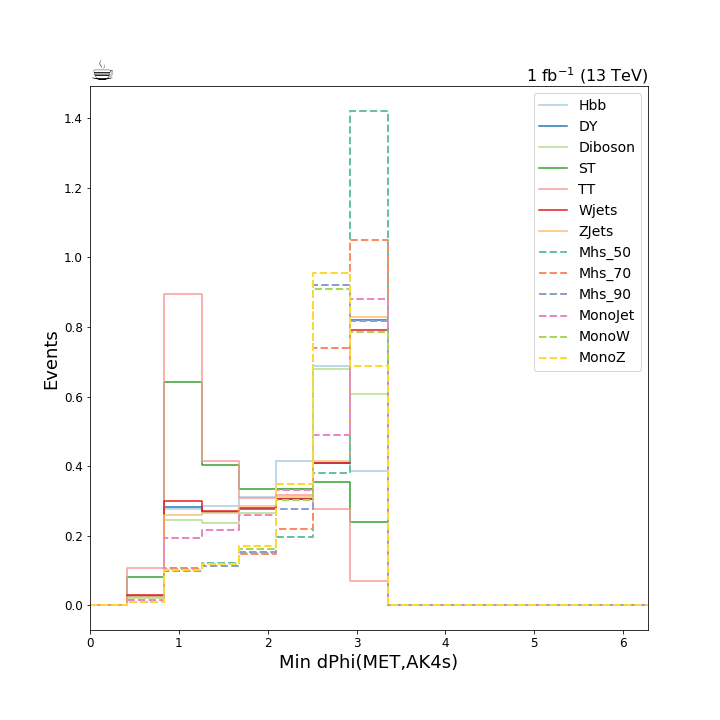 ☕
1 fb⁻¹ (13 TeV)
Hbb
DY
Diboson
ST
TT
Wjets
ZJets
Mhs_50
Mhs_70
Mhs_90
MonoJet
MonoW
MonoZ
Events
1.4
1.2
1.0
0.8
0.6
0.4
0.2
0.0
0 1 2 3 4 5 6
Min dPhi(MET,AK4s)